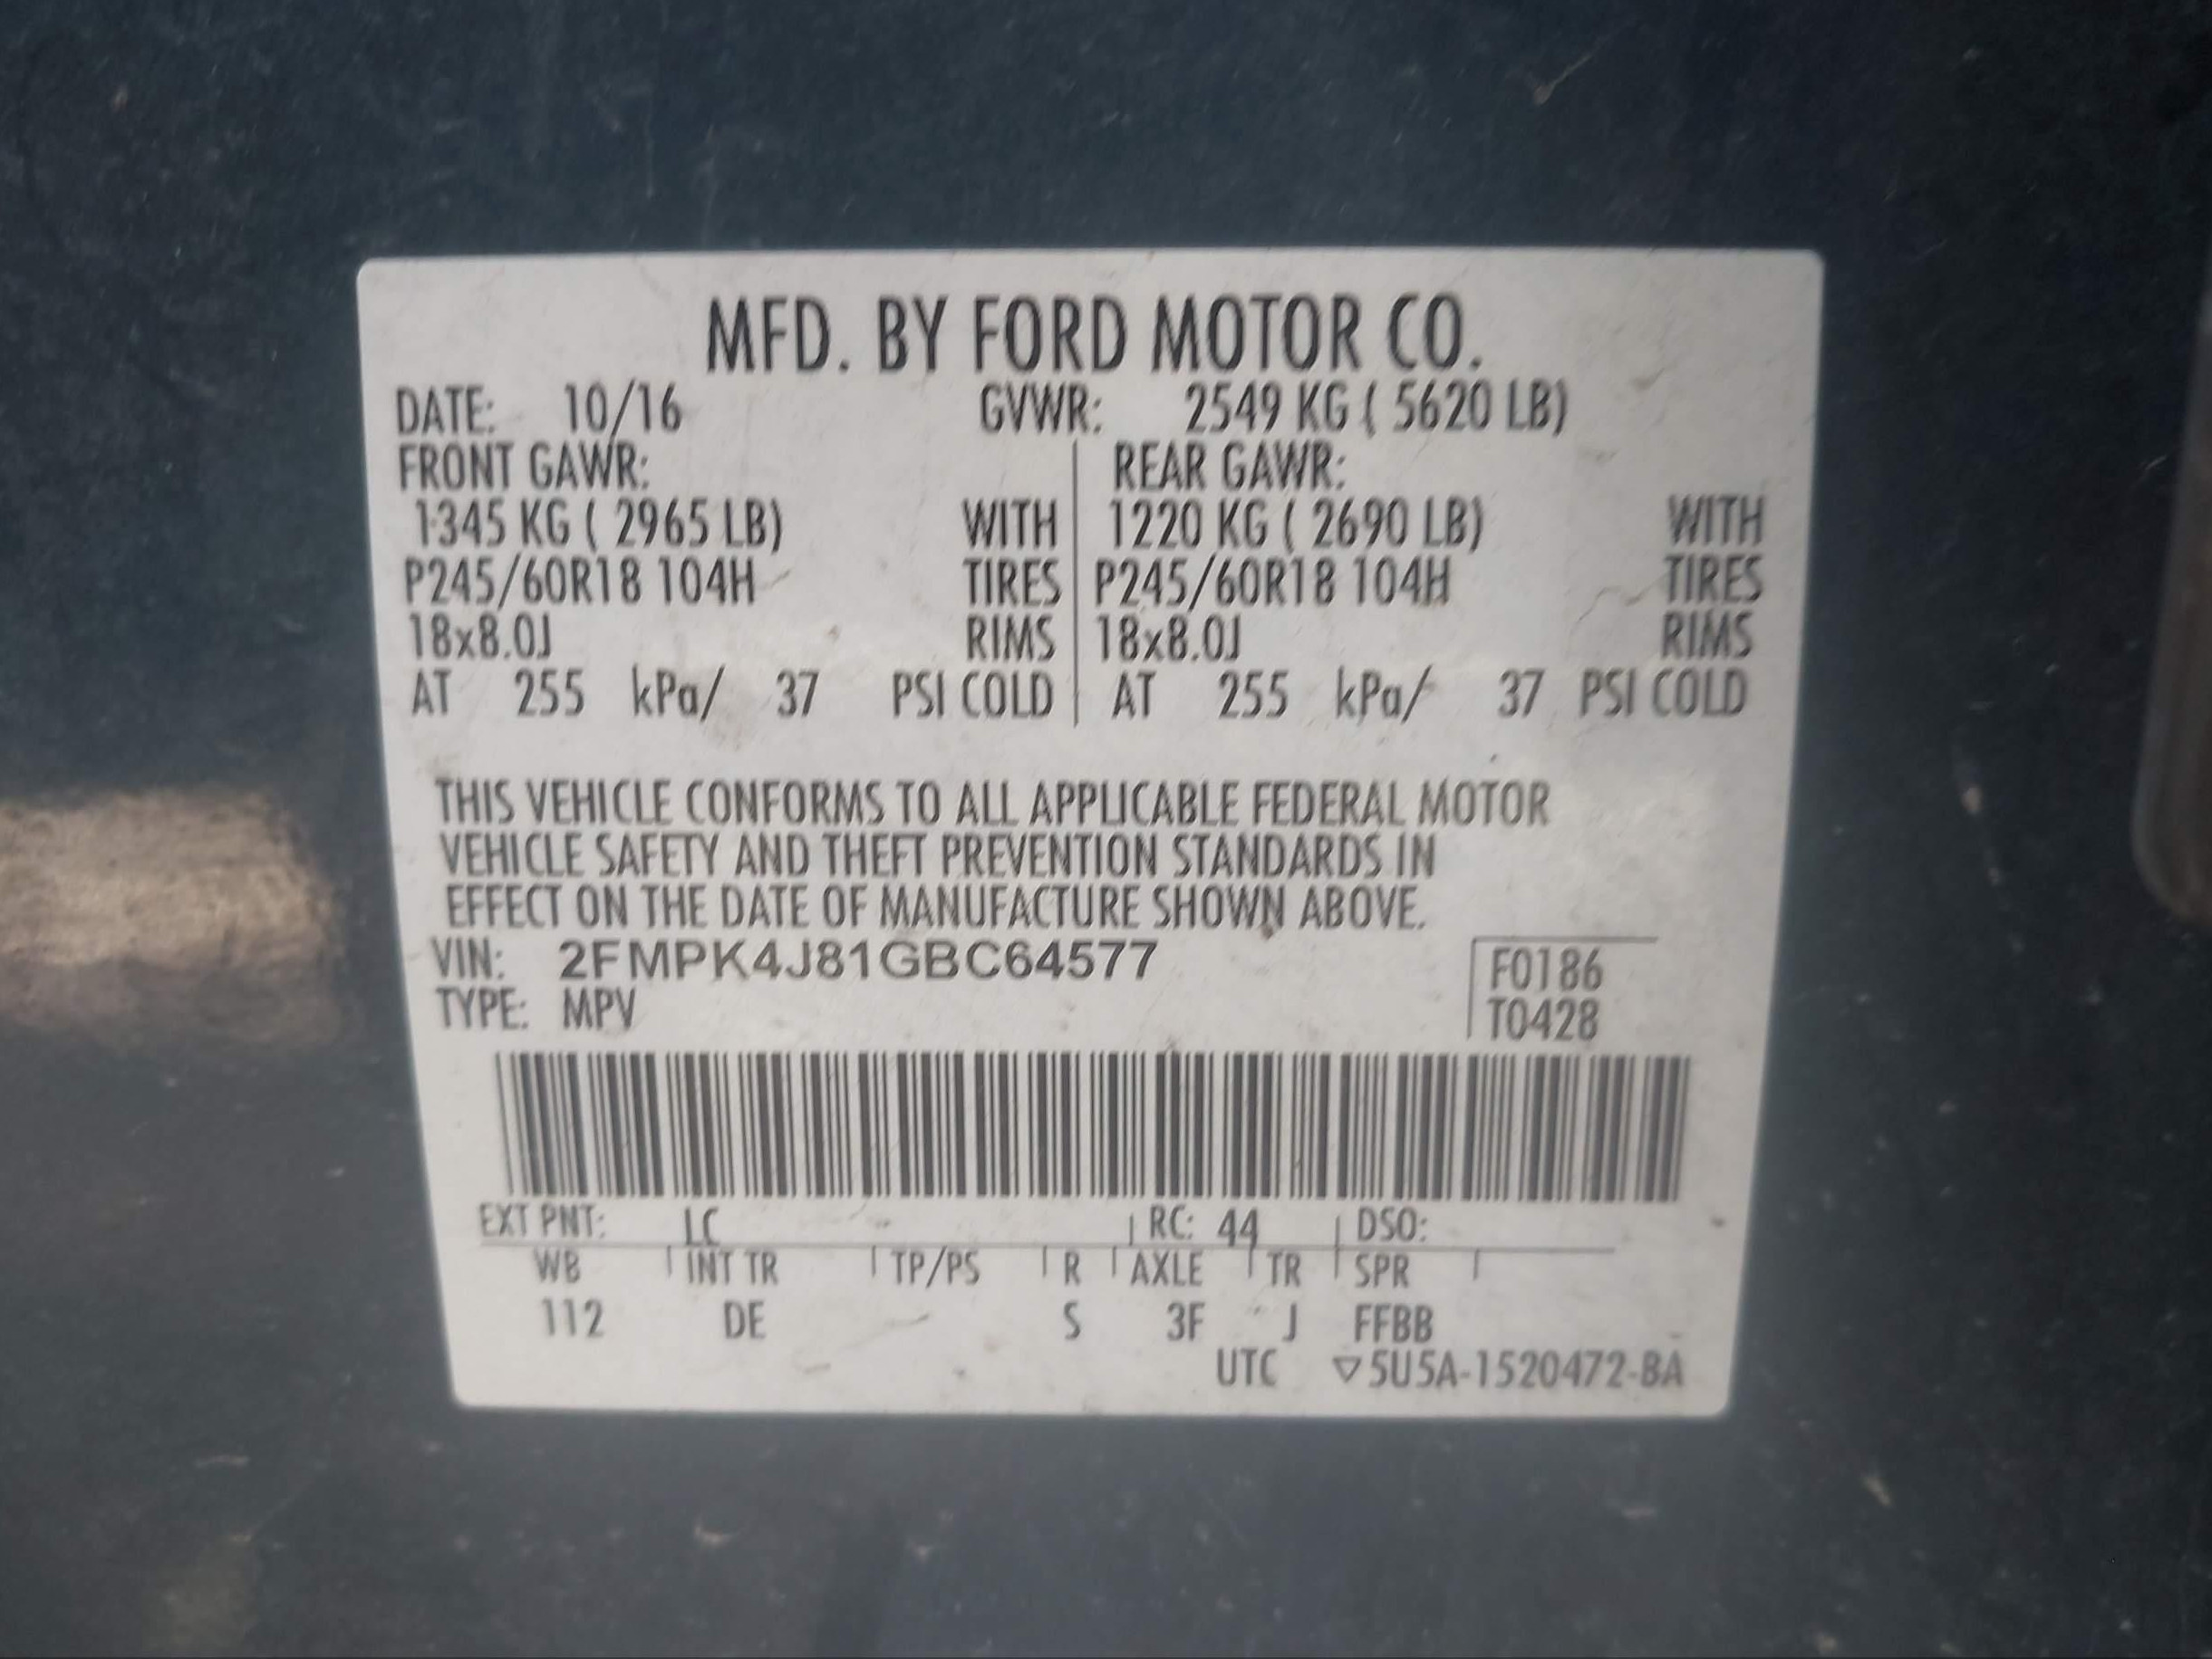 MFD. BY FORD MOTOR CO.
DATE: 10/16 GVWR: 2549 KG ( 5620 LB)
FRONT GAWR: REAR GAWR:
1345 KG ( 2965 LB) WITH 1220 KG ( 2690 LB) WITH
P245/60R18 104H TIRES P245/60R18 104H TIRES
18x8.0J RIMS 18x8.0J RIMS
AT 255 kPa/ 37 PSI COLD AT 255 kPa/ 37 PSI COLD
THIS VEHICLE CONFORMS TO ALL APPLICABLE FEDERAL MOTOR
VEHICLE SAFETY AND THEFT PREVENTION STANDARDS IN
EFFECT ON THE DATE OF MANUFACTURE SHOWN ABOVE.
VIN: 2FMPK4J81GBC64577 F0186
TYPE: MPV T0428
EXT PNT: LC RC: 44 DSO:
WB INT TR TP/PS R AXLE TR SPR
112 DE S 3F J FFBB
UTC ▽5U5A-1520472-BA